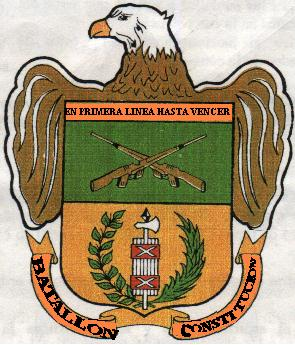 EN PRIMERA LINEA HASTA VENCER
BATALLON
CONSTITUCION